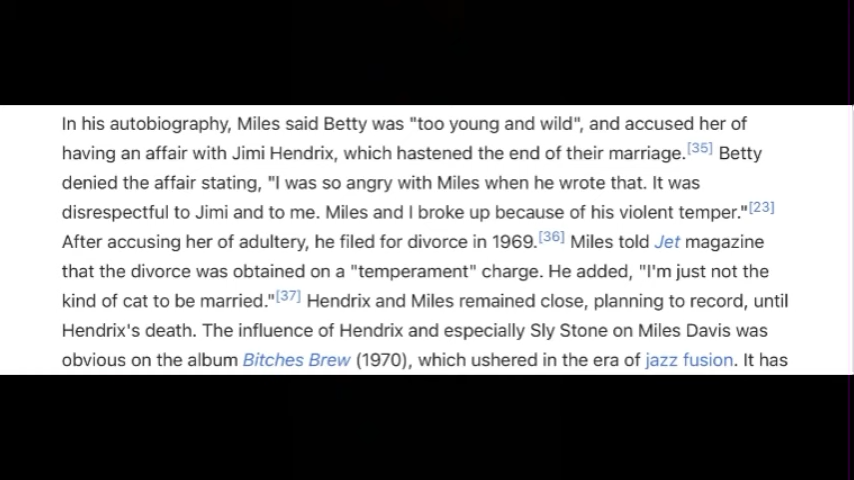 In his autobiography, Miles said Betty was "too young and wild", and accused her of
having an affair with Jimi Hendrix, which hastened the end of their marriage.[35] Betty
denied the affair stating, "I was so angry with Miles when he wrote that. It was
disrespectful to Jimi and to me. Miles and I broke up because of his violent temper."[23]
After accusing her of adultery, he filed for divorce in 1969.[36] Miles told Jet magazine
that the divorce was obtained on a "temperament" charge. He added, "I'm just not the
kind of cat to be married."[37] Hendrix and Miles remained close, planning to record, until
Hendrix's death. The influence of Hendrix and especially Sly Stone on Miles Davis was
obvious on the album Bitches Brew (1970), which ushered in the era of jazz fusion. It has